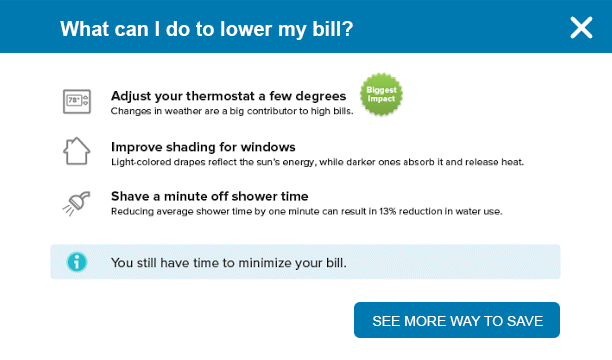 What can I do to lower my bill?
78°
Adjust your thermostat a few degrees
Biggest
Impact
Changes in weather are a big contributor to high bills.
Improve shading for windows
Light-colored drapes reflect the sun's energy, while darker ones absorb it and release heat.
Shave a minute off shower time
Reducing average shower time by one minute can result in 13% reduction in water use.
You still have time to minimize your bill.
SEE MORE WAY TO SAVE